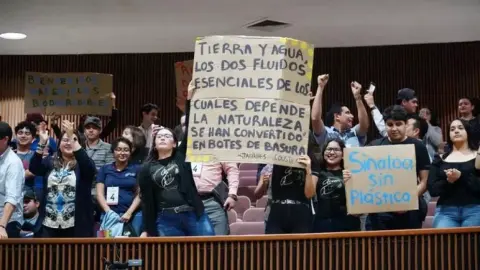 TIERRA Y AGUA,
LOS DOS FLUIDOS
ESENCIALES DE LOS
CUALES DEPENDE
LA NATURALEZA
SE HAN CONVERTIDO
EN BOTES DE BASURA
Sinaloa
sin
Plástico